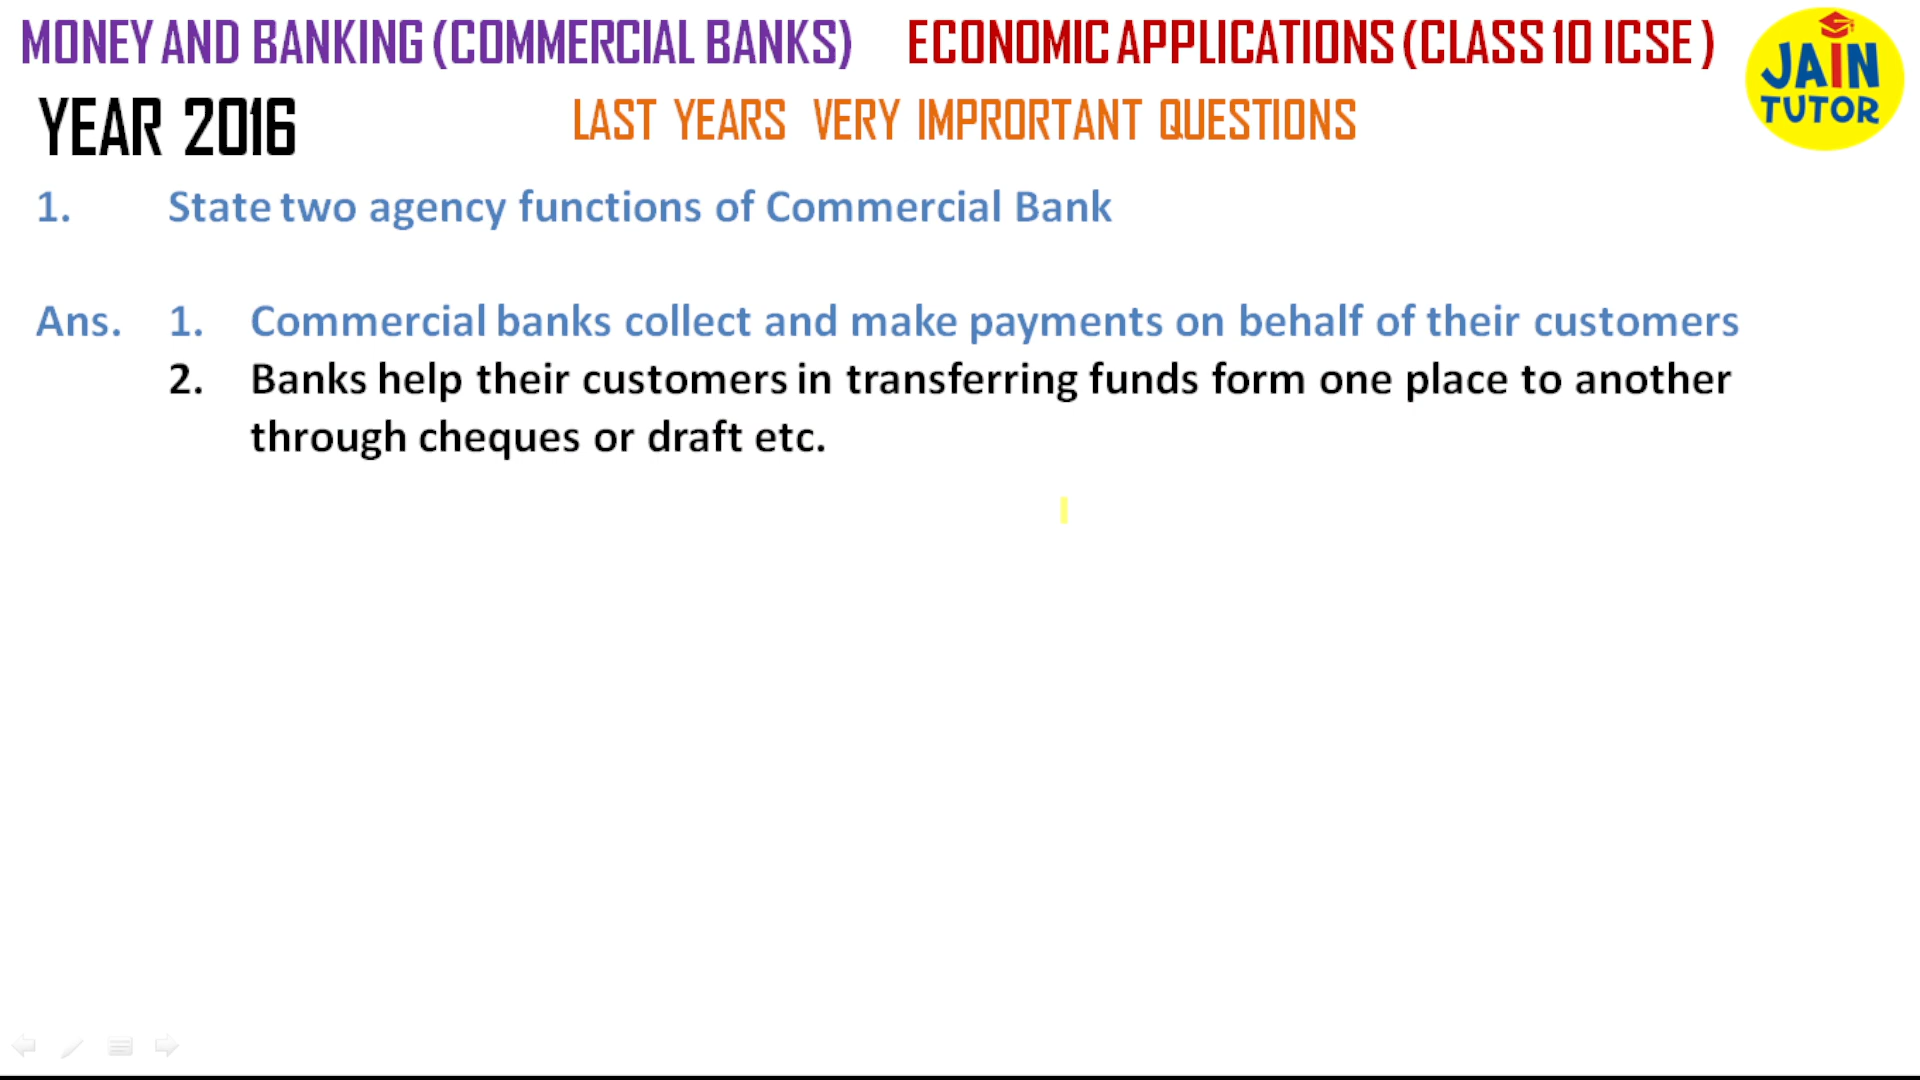 MONEY AND BANKING (COMMERCIAL BANKS) ECONOMIC APPLICATIONS (CLASS 10 ICSE )
JAIN
TUTOR
YEAR 2016 LAST YEARS VERY IMPRORTANT QUESTIONS
1. State two agency functions of Commercial Bank
Ans. 1. Commercial banks collect and make payments on behalf of their customers
2. Banks help their customers in transferring funds form one place to another
through cheques or draft etc.